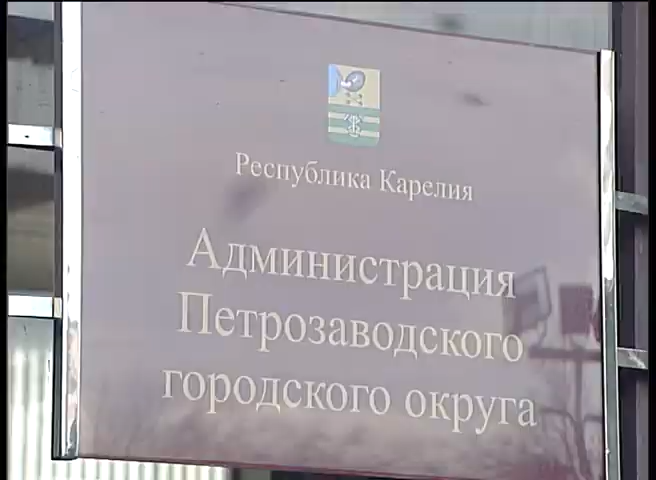 Республика Карелия
Администрация
Петрозаводского
городского округа